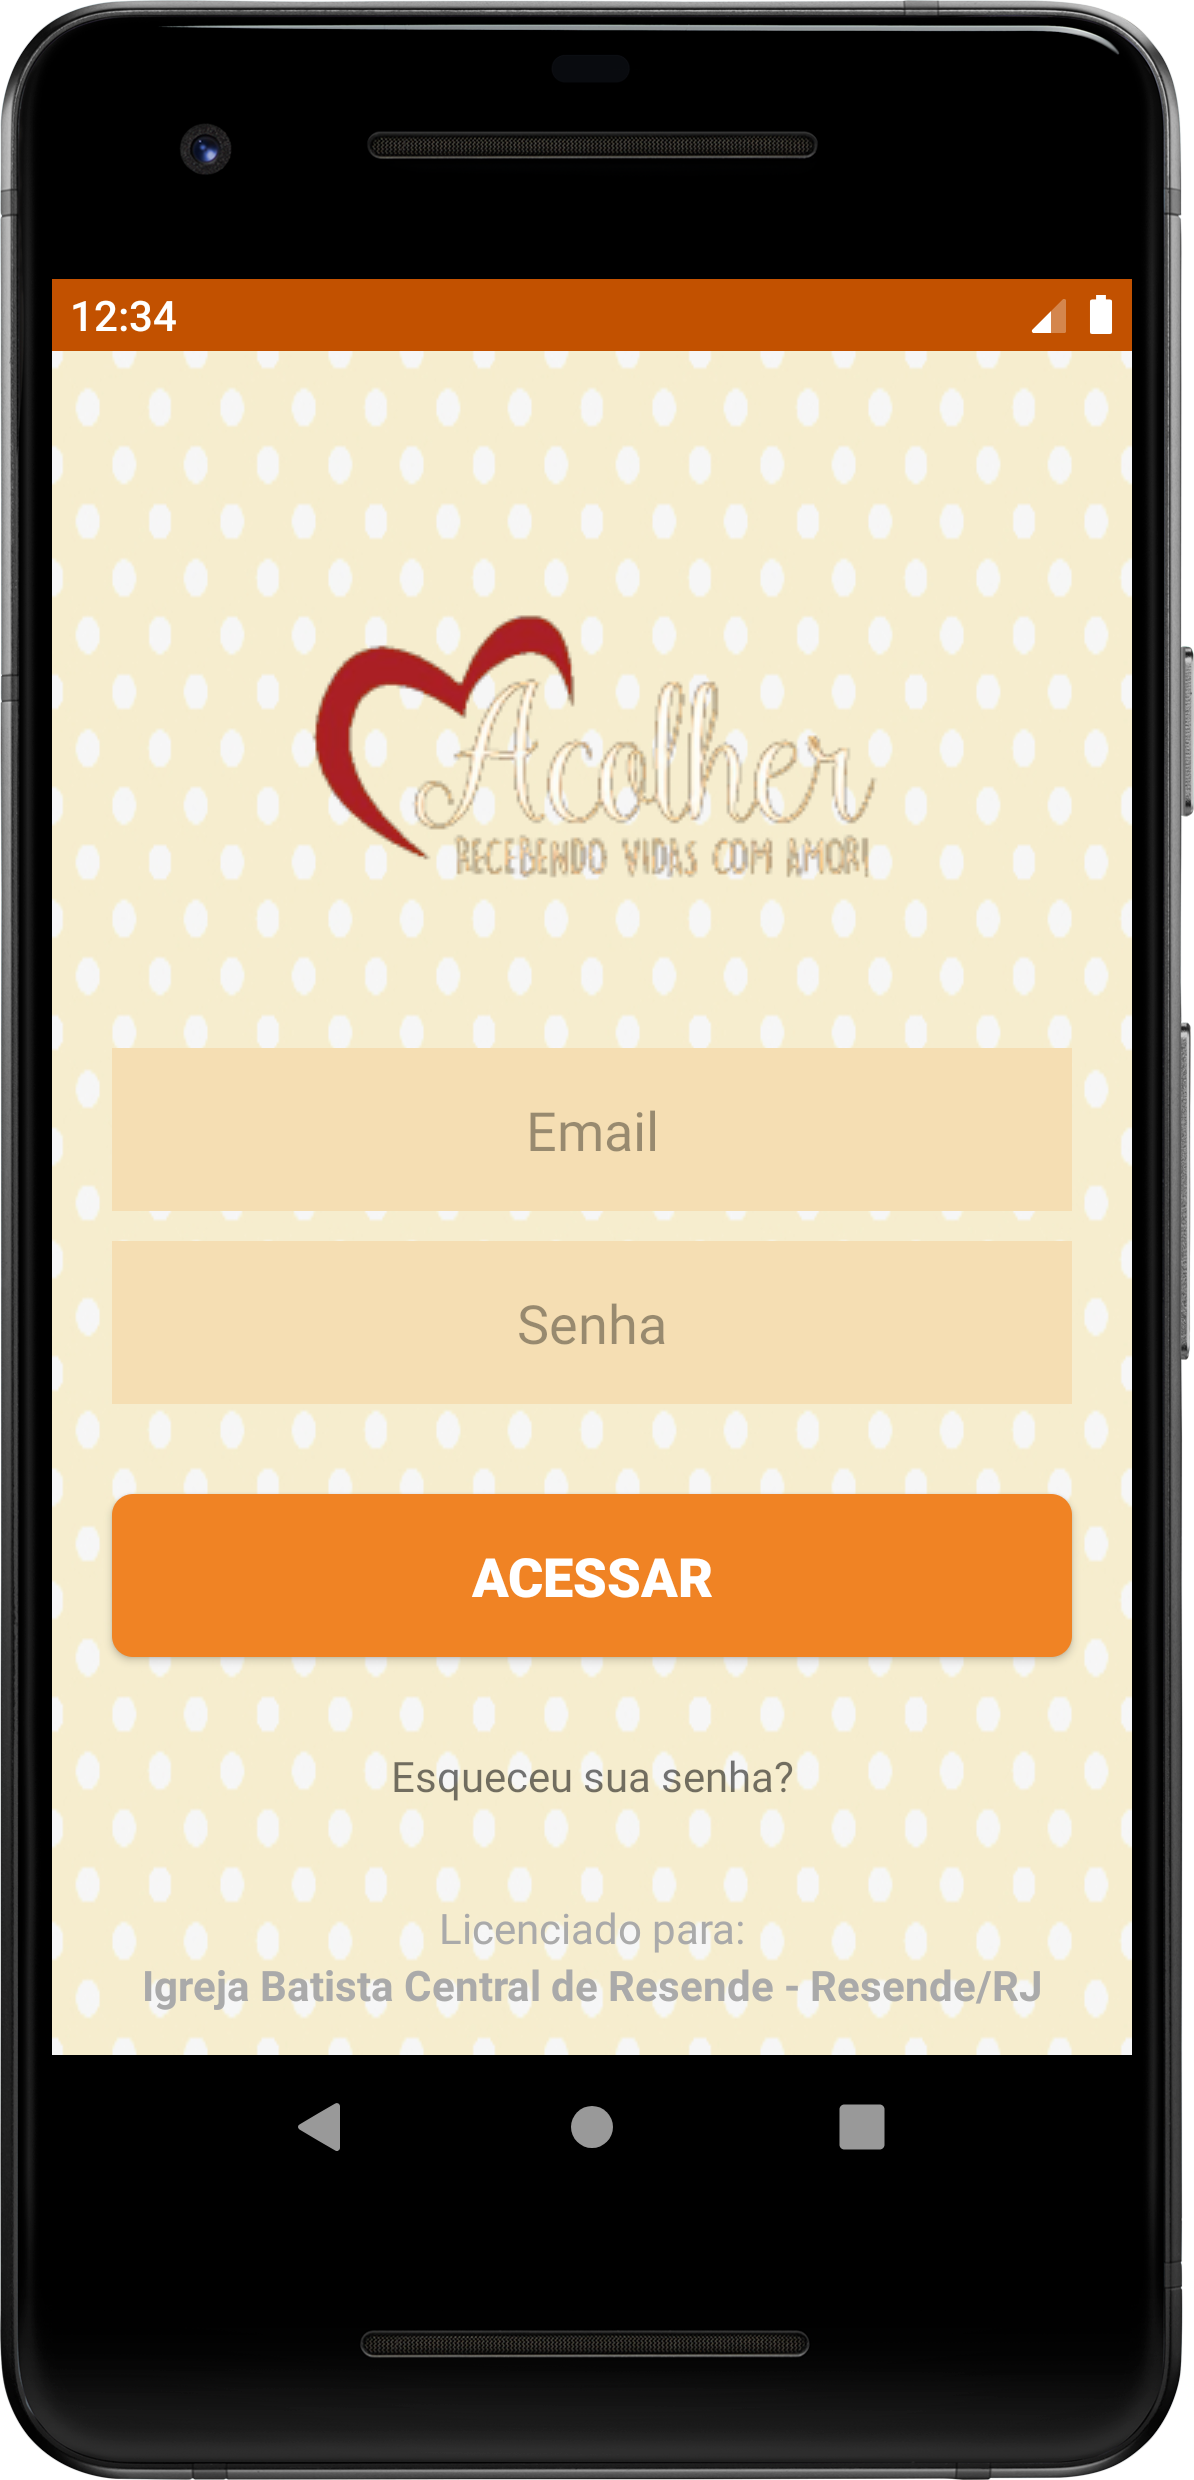 12:34
Acolher
RECEBENDO VIDAS COM AMOR!
Email
Senha
ACESSAR
Esqueceu sua senha?
Licenciado para:
Igreja Batista Central de Resende - Resende/RJ